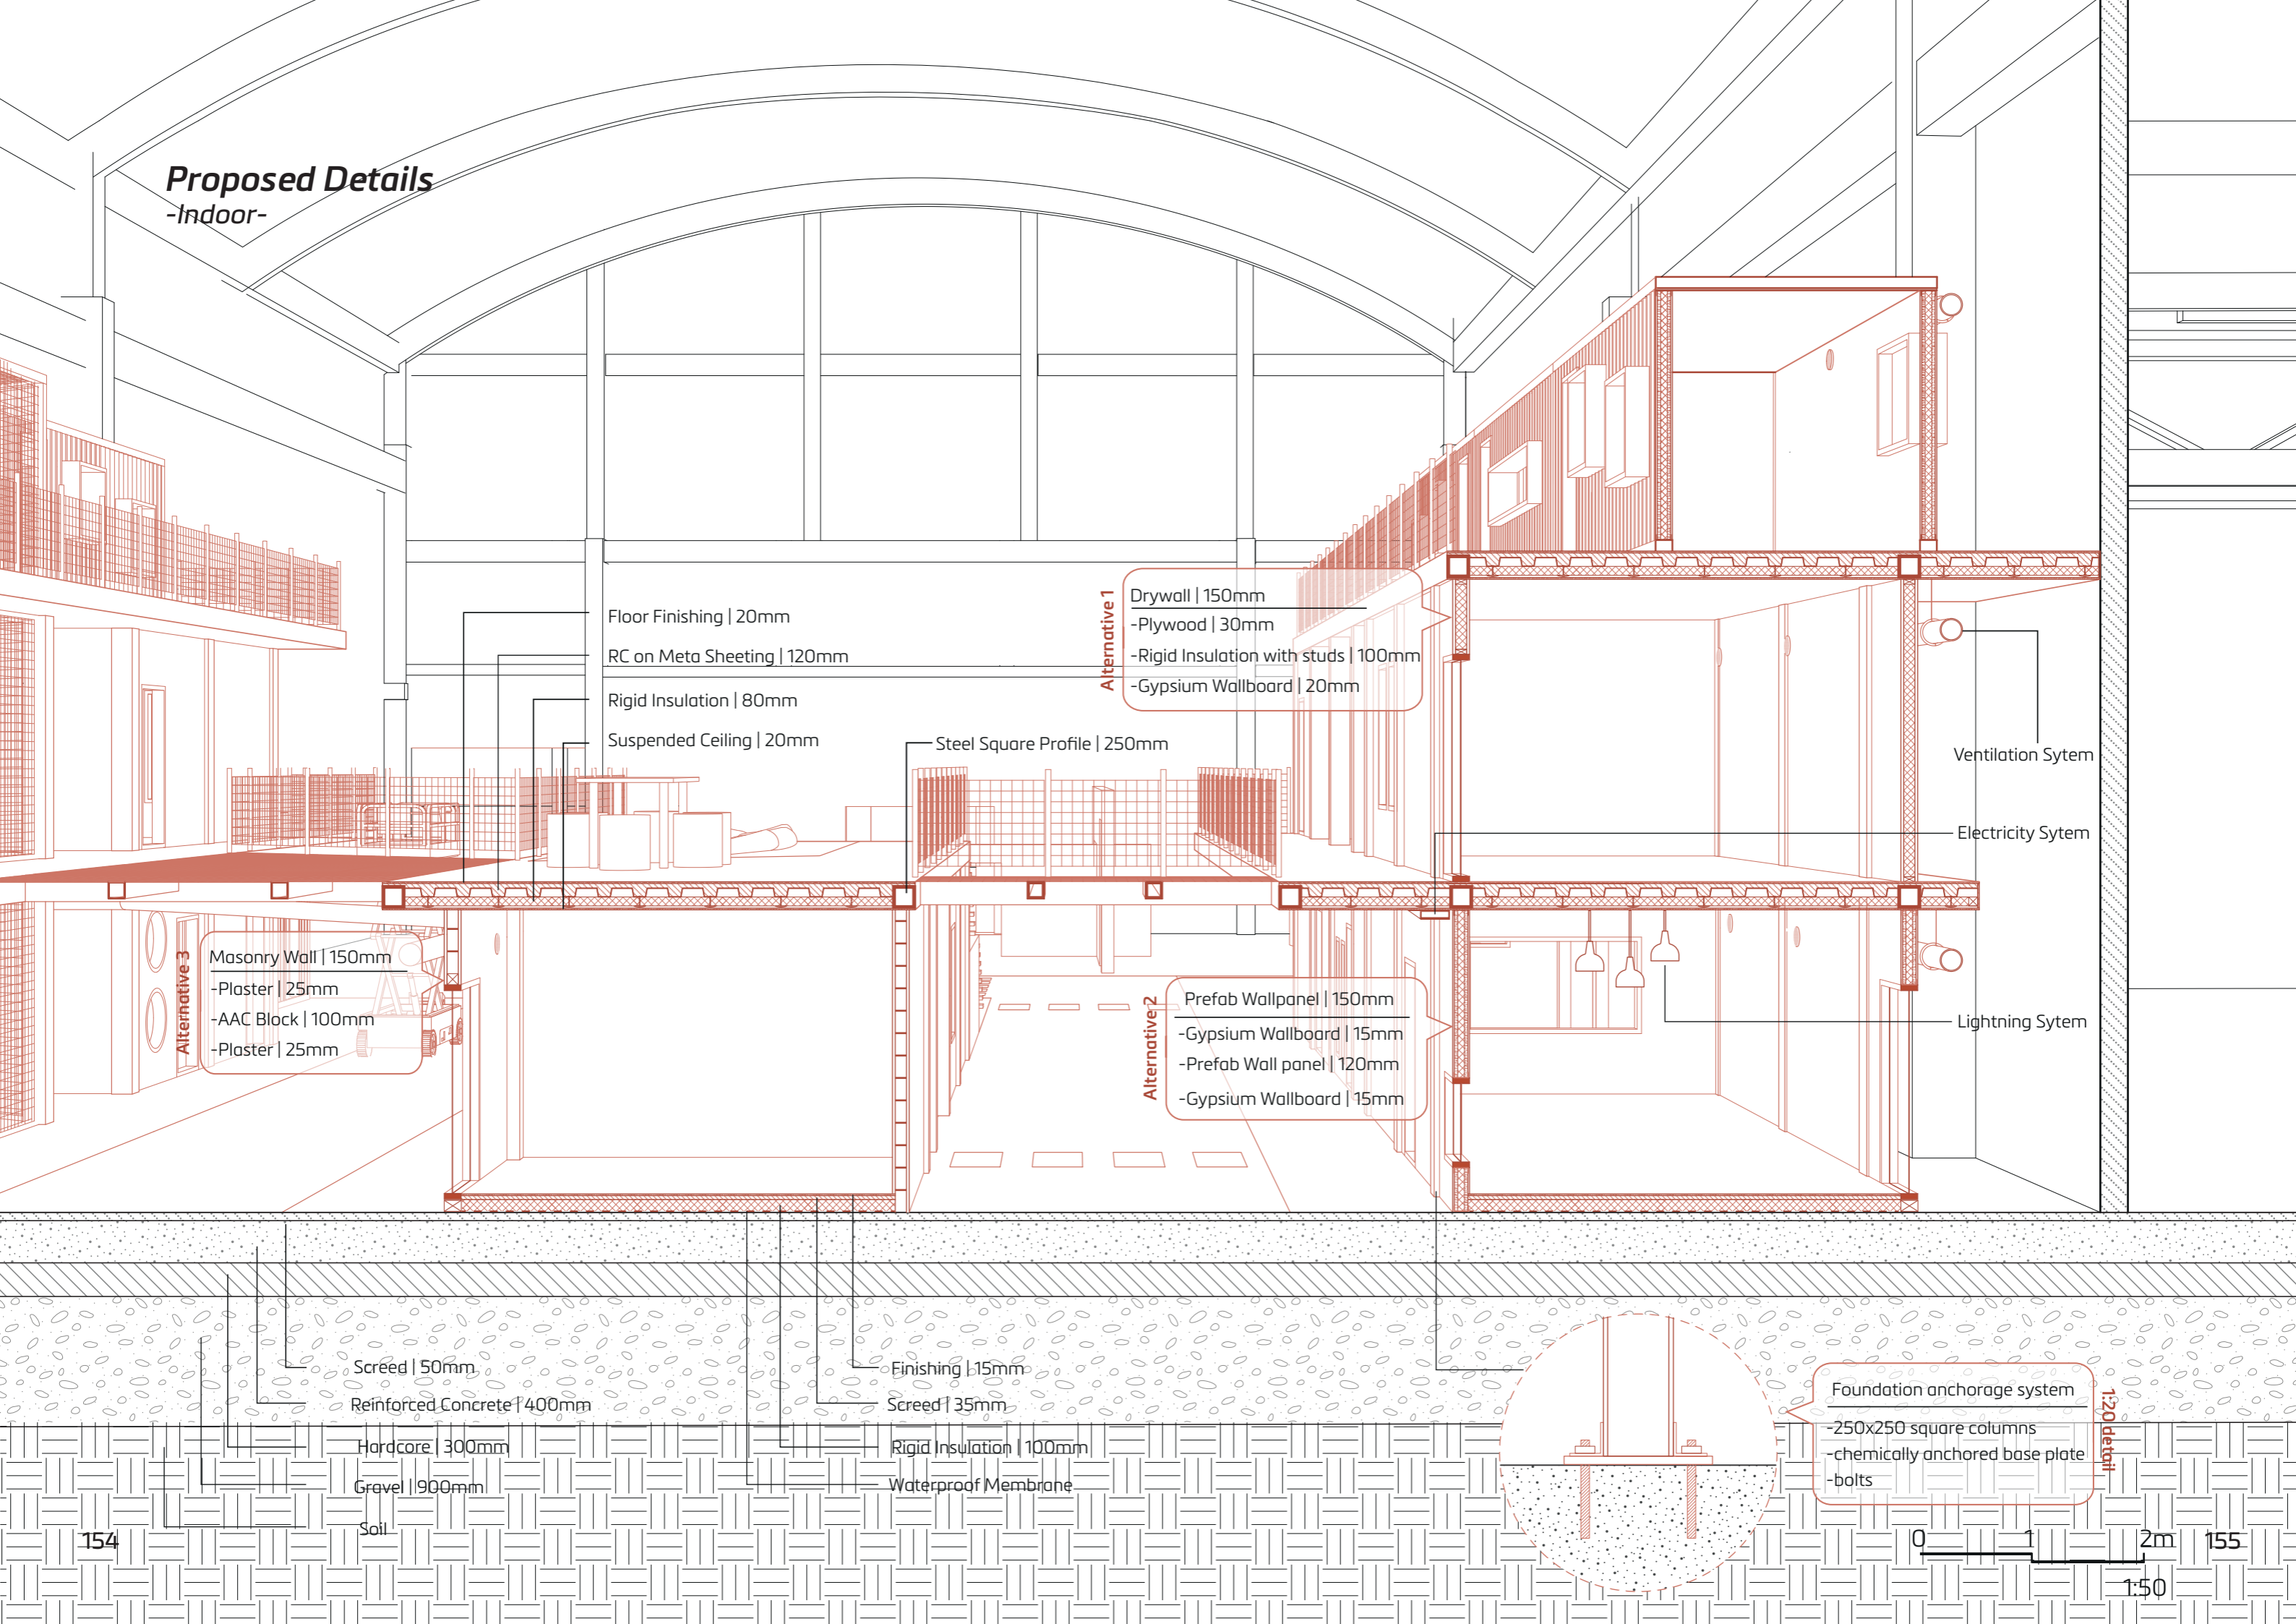 Proposed Details
-Indoor-
Floor Finishing | 20mm
RC on Meta Sheeting | 120mm
Rigid Insulation | 80mm
Suspended Ceiling | 20mm
Steel Square Profile | 250mm
Alternative 1
Drywall | 150mm
-Plywood | 30mm
-Rigid Insulation with studs | 100mm
-Gypsium Wallboard | 20mm
Ventilation Sytem
Electricity Sytem
Lightning Sytem
Alternative 3
Masonry Wall | 150mm
-Plaster | 25mm
-AAC Block | 100mm
-Plaster | 25mm
Alternative 2
Prefab Wallpanel | 150mm
-Gypsium Wallboard | 15mm
-Prefab Wall panel | 120mm
-Gypsium Wallboard | 15mm
Screed | 50mm
Reinforced Concrete | 400mm
Hardcore | 300mm
Gravel | 900mm
Soil
Finishing | 15mm
Screed | 35mm
Rigid Insulation | 100mm
Waterproof Membrane
Foundation anchorage system
-250x250 square columns
-chemically anchored base plate
-bolts
1:20 detail
154
0 1 2m
155
1:50